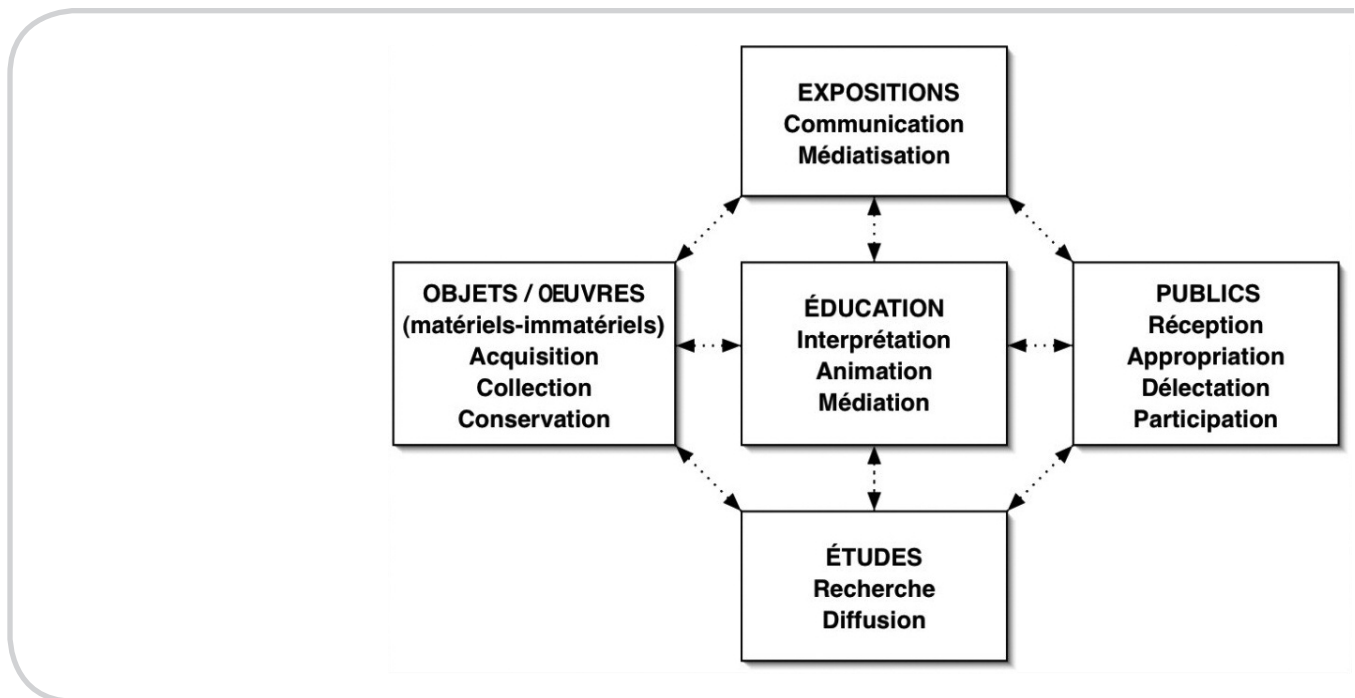 EXPOSITIONS
Communication
Médiatisation
OBJETS / OEUVRES
(matériels-immatériels)
Acquisition
Collection
Conservation
ÉDUCATION
Interprétation
Animation
Médiation
PUBLICS
Réception
Appropriation
Délectation
Participation
ÉTUDES
Recherche
Diffusion